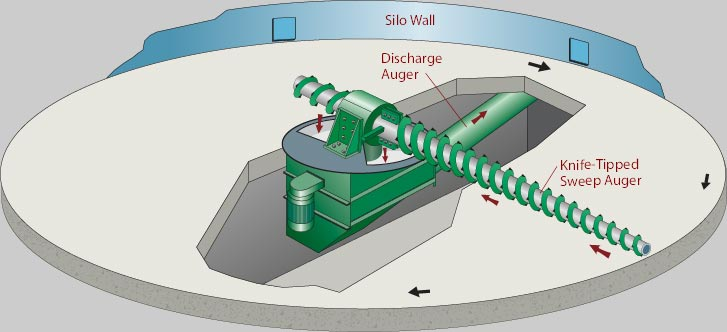 Silo Wall
Discharge
Auger
Knife-Tipped
Sweep Auger